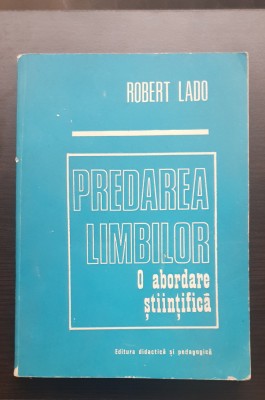 ROBERT LADO
PREDAREA
LIMBILOR
O abordare
științifică
Editura didactică și pedagogică